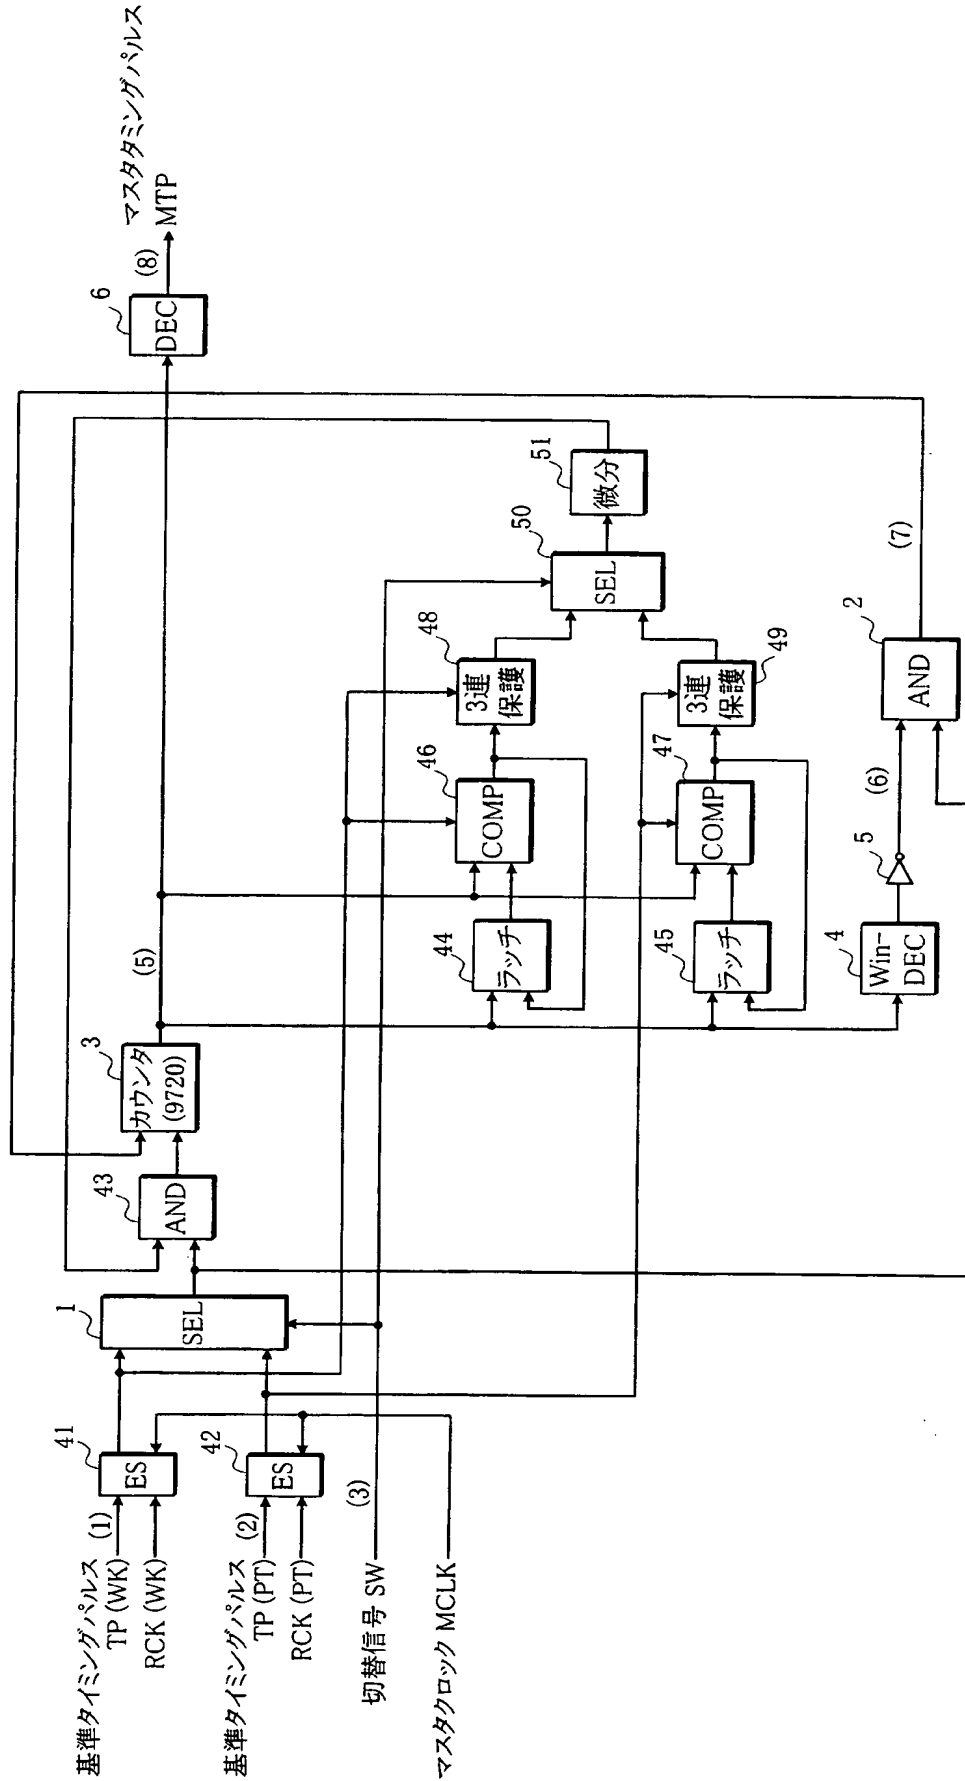 基準タイミングパルス
TP (WK)
(1)
RCK (WK)
基準タイミングパルス
TP (PT)
(2)
RCK (PT)
切替信号 SW
(3)
マスタクロック MCLK
41
ES
42
ES
1
SEL
43
AND
3
カウンタ
(9720)
(5)
44
ラッチ
45
ラッチ
4
Win-
DEC
46
COMP
47
COMP
5
(6)
48
3連
保護
49
3連
保護
2
AND
(7)
50
SEL
51
微分
6
DEC
(8)
マスタタミングパルス
MTP